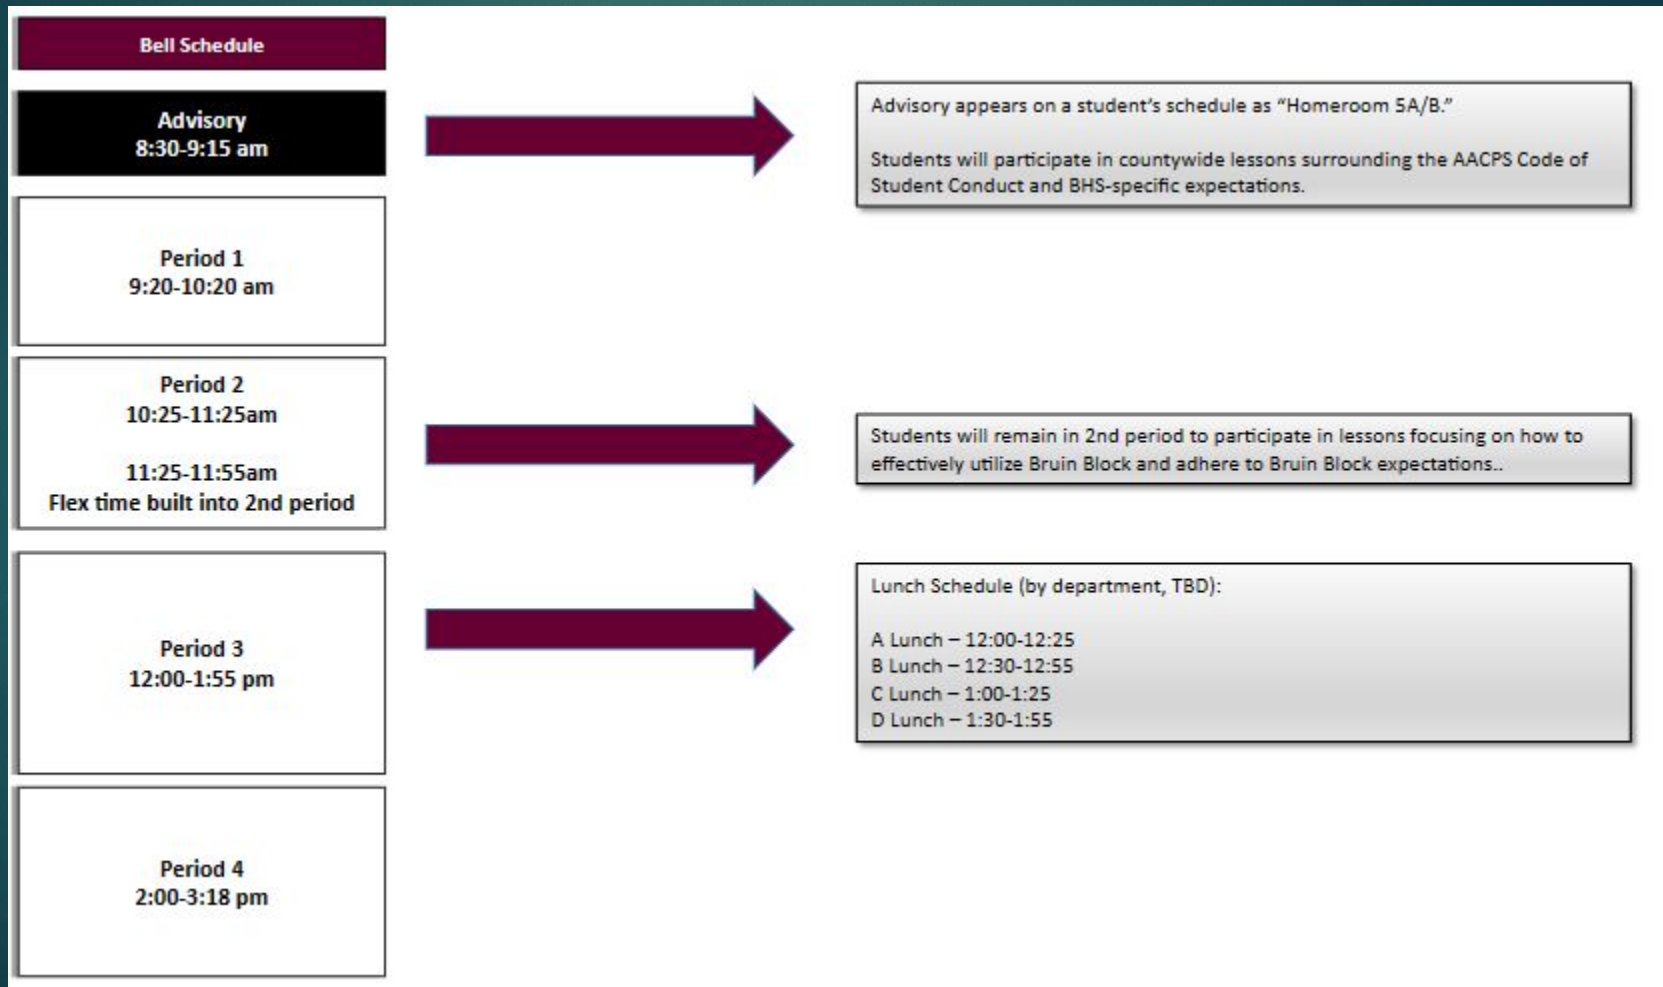 Bell Schedule
Advisory
8:30-9:15 am
Advisory appears on a student's schedule as “Homeroom 5A/B.”
Students will participate in countywide lessons surrounding the AACPS Code of
Student Conduct and BHS-specific expectations.
Period 1
9:20-10:20 am
Period 2
10:25-11:25am
11:25-11:55am
Flex time built into 2nd period
Students will remain in 2nd period to participate in lessons focusing on how to
effectively utilize Bruin Block and adhere to Bruin Block expectations..
Period 3
12:00-1:55 pm
Lunch Schedule (by department, TBD):
A Lunch – 12:00-12:25
B Lunch – 12:30-12:55
C Lunch – 1:00-1:25
D Lunch – 1:30-1:55
Period 4
2:00-3:18 pm